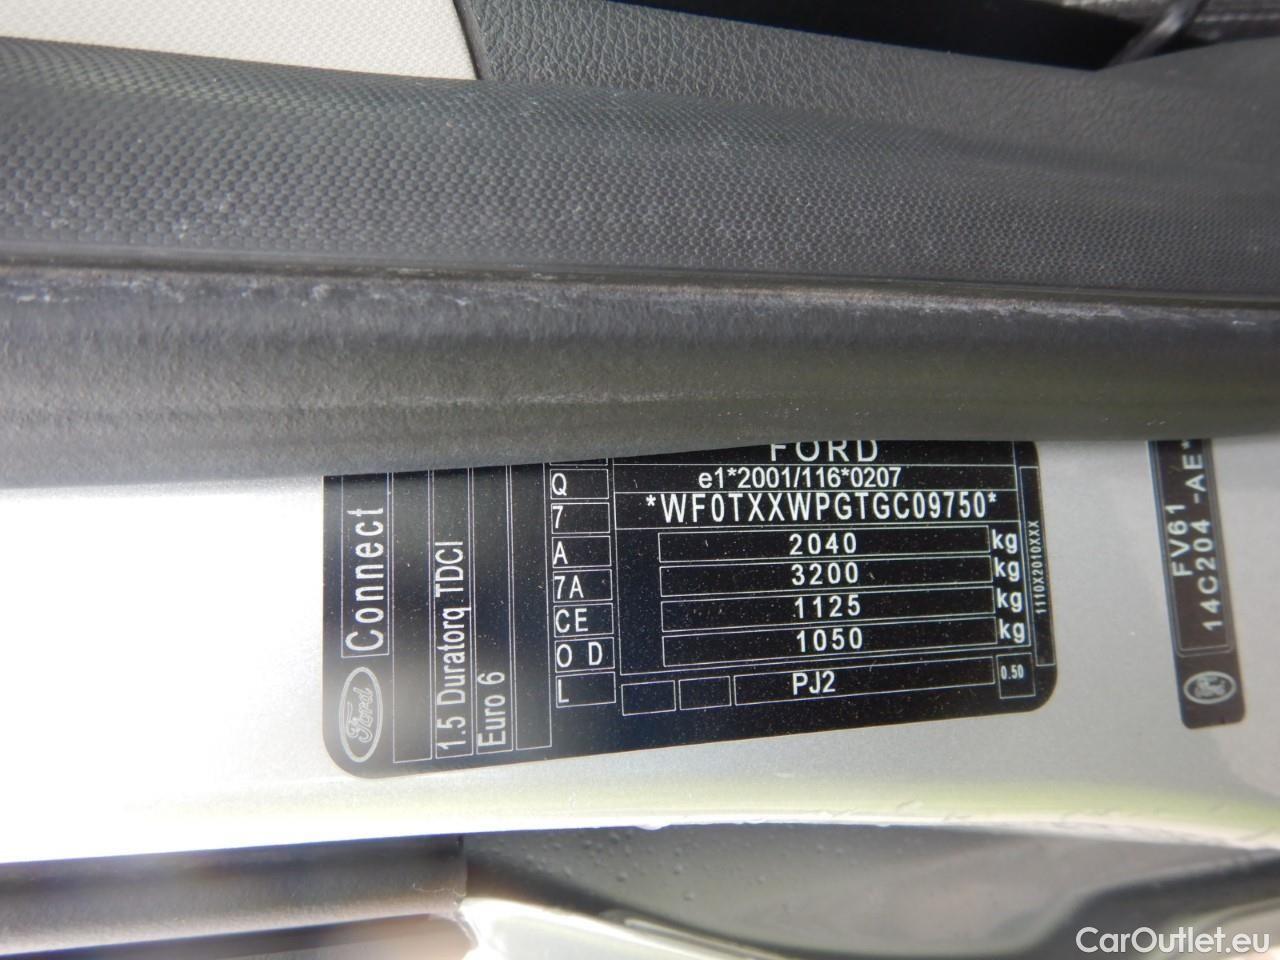 FORD
e1*2001/116*0207
*WF0TXXWPGTGC09750*
2040 kg
3200 kg
1125 kg
1050 kg
PJ2
0.50
1110X2010XXX
Q
7
A
7A
CE
O D
L
Ford Connect
1.5 Duratorq TDCI
Euro 6
FV61
14C204 -AE*
CarOutlet.eu